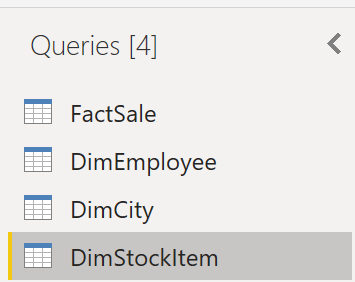 Queries [4]
FactSale
DimEmployee
DimCity
DimStockItem